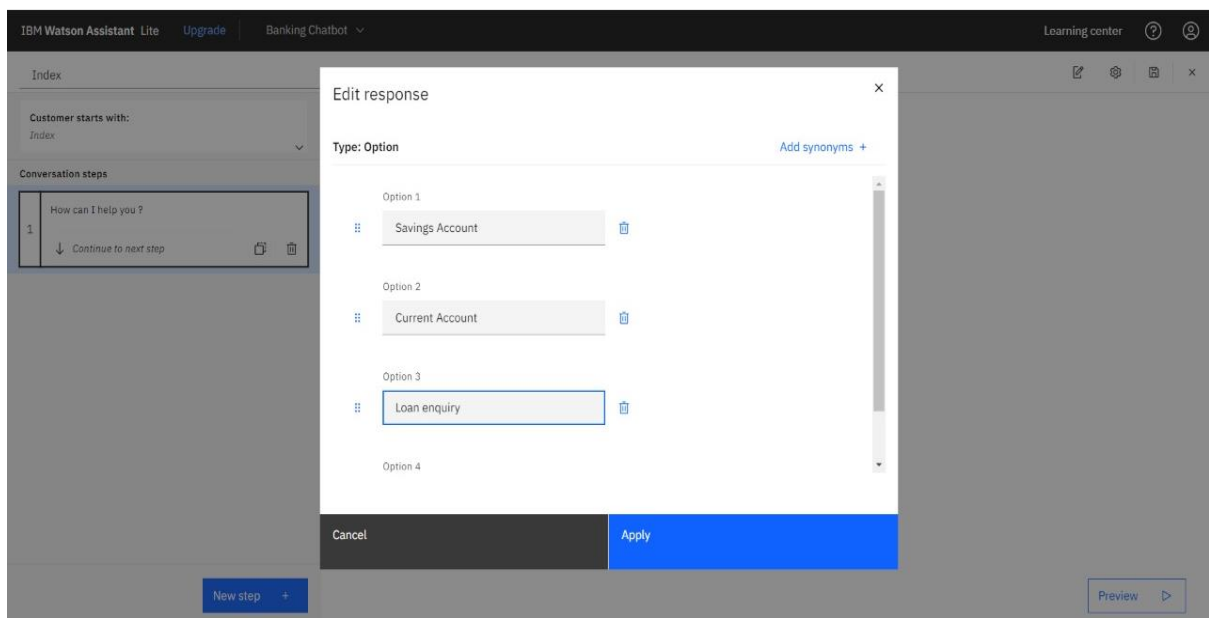 IBM Watson Assistant Lite Upgrade Banking Chatbot Learning center
Index
Customer starts with:
Index
Conversation steps
1
How can I help you ?
Continue to next step
New step +
Edit response
Type: Option
Add synonyms +
Option 1
Savings Account
Option 2
Current Account
Option 3
Loan enquiry
Option 4
Cancel
Apply
Preview